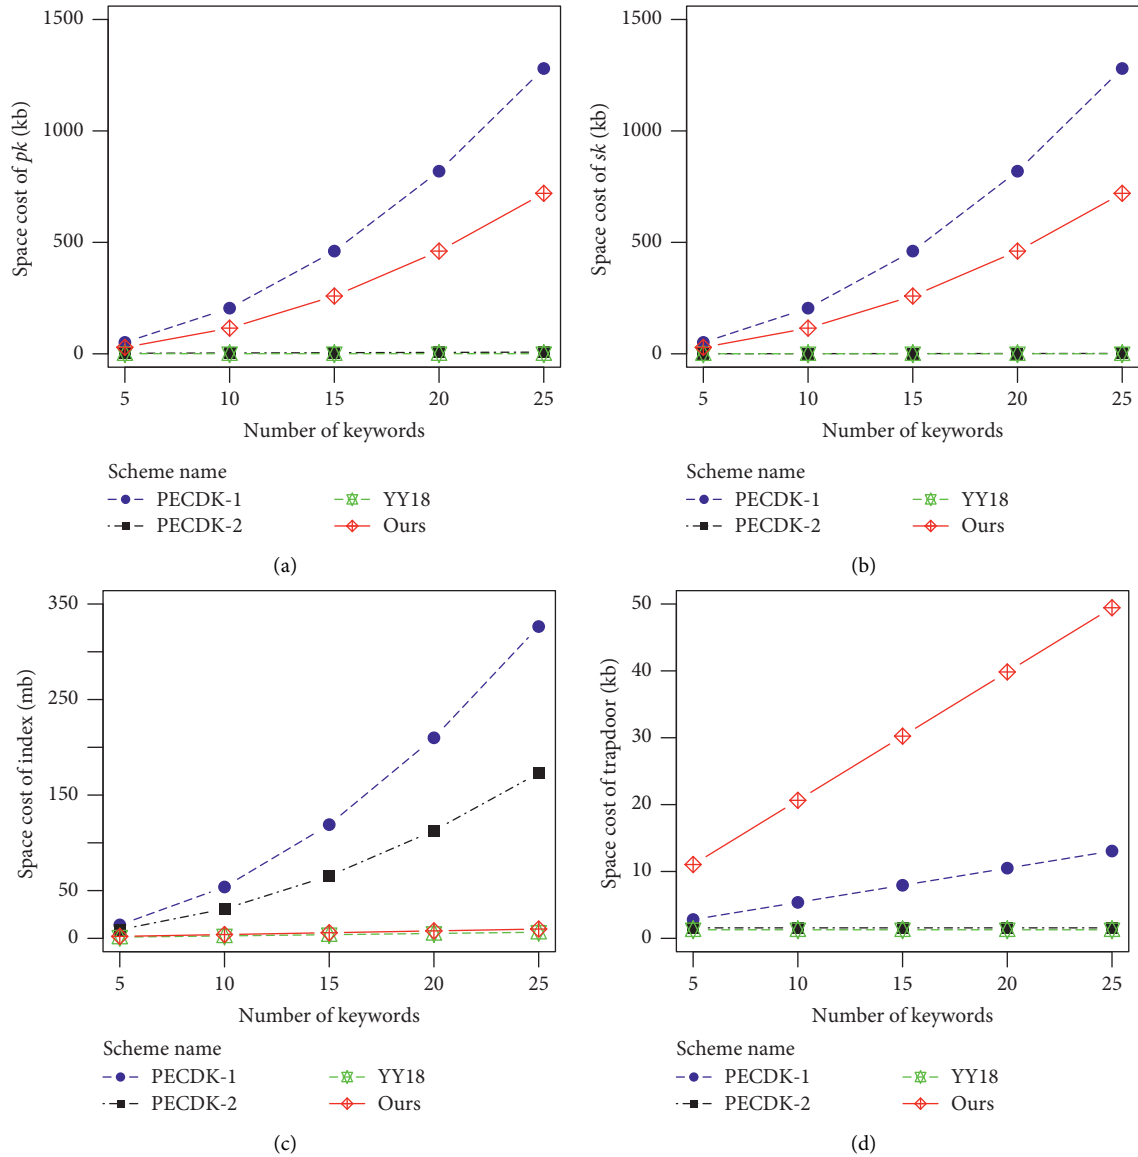 1500
1000
500
0
Space cost of pk (kb)
5 10 15 20 25
Number of keywords
Scheme name
PECDK-1 YY18
PECDK-2 Ours
(a)
1500
1000
500
0
Space cost of sk (kb)
5 10 15 20 25
Number of keywords
Scheme name
PECDK-1 YY18
PECDK-2 Ours
(b)
350
250
150
50
0
Space cost of index (mb)
5 10 15 20 25
Number of keywords
Scheme name
PECDK-1 YY18
PECDK-2 Ours
(c)
50
40
30
20
10
0
Space cost of trapdoor (kb)
5 10 15 20 25
Number of keywords
Scheme name
PECDK-1 YY18
PECDK-2 Ours
(d)